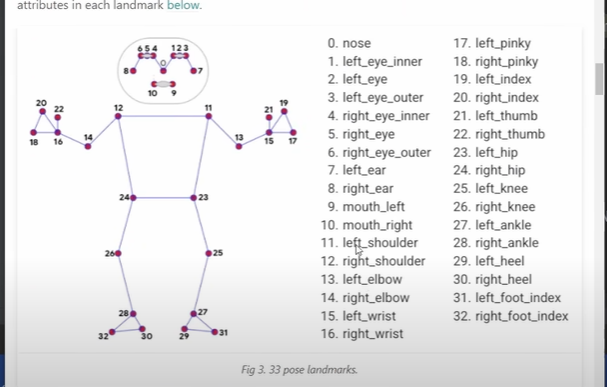 attributes in each landmark below.
6 5 4 1 2 3
8 0 7
10 9
20 22 12 11 21 19
18 16 14 13 15 17
24 23
26 25
28 27
32 30 29 31
0. nose
1. left_eye_inner
2. left_eye
3. left_eye_outer
4. right_eye_inner
5. right_eye
6. right_eye_outer
7. left_ear
8. right_ear
9. mouth_left
10. mouth_right
11. left_shoulder
12. right_shoulder
13. left_elbow
14. right_elbow
15. left_wrist
16. right_wrist
17. left_pinky
18. right_pinky
19. left_index
20. right_index
21. left_thumb
22. right_thumb
23. left_hip
24. right_hip
25. left_knee
26. right_knee
27. left_ankle
28. right_ankle
29. left_heel
30. right_heel
31. left_foot_index
32. right_foot_index
Fig 3. 33 pose landmarks.